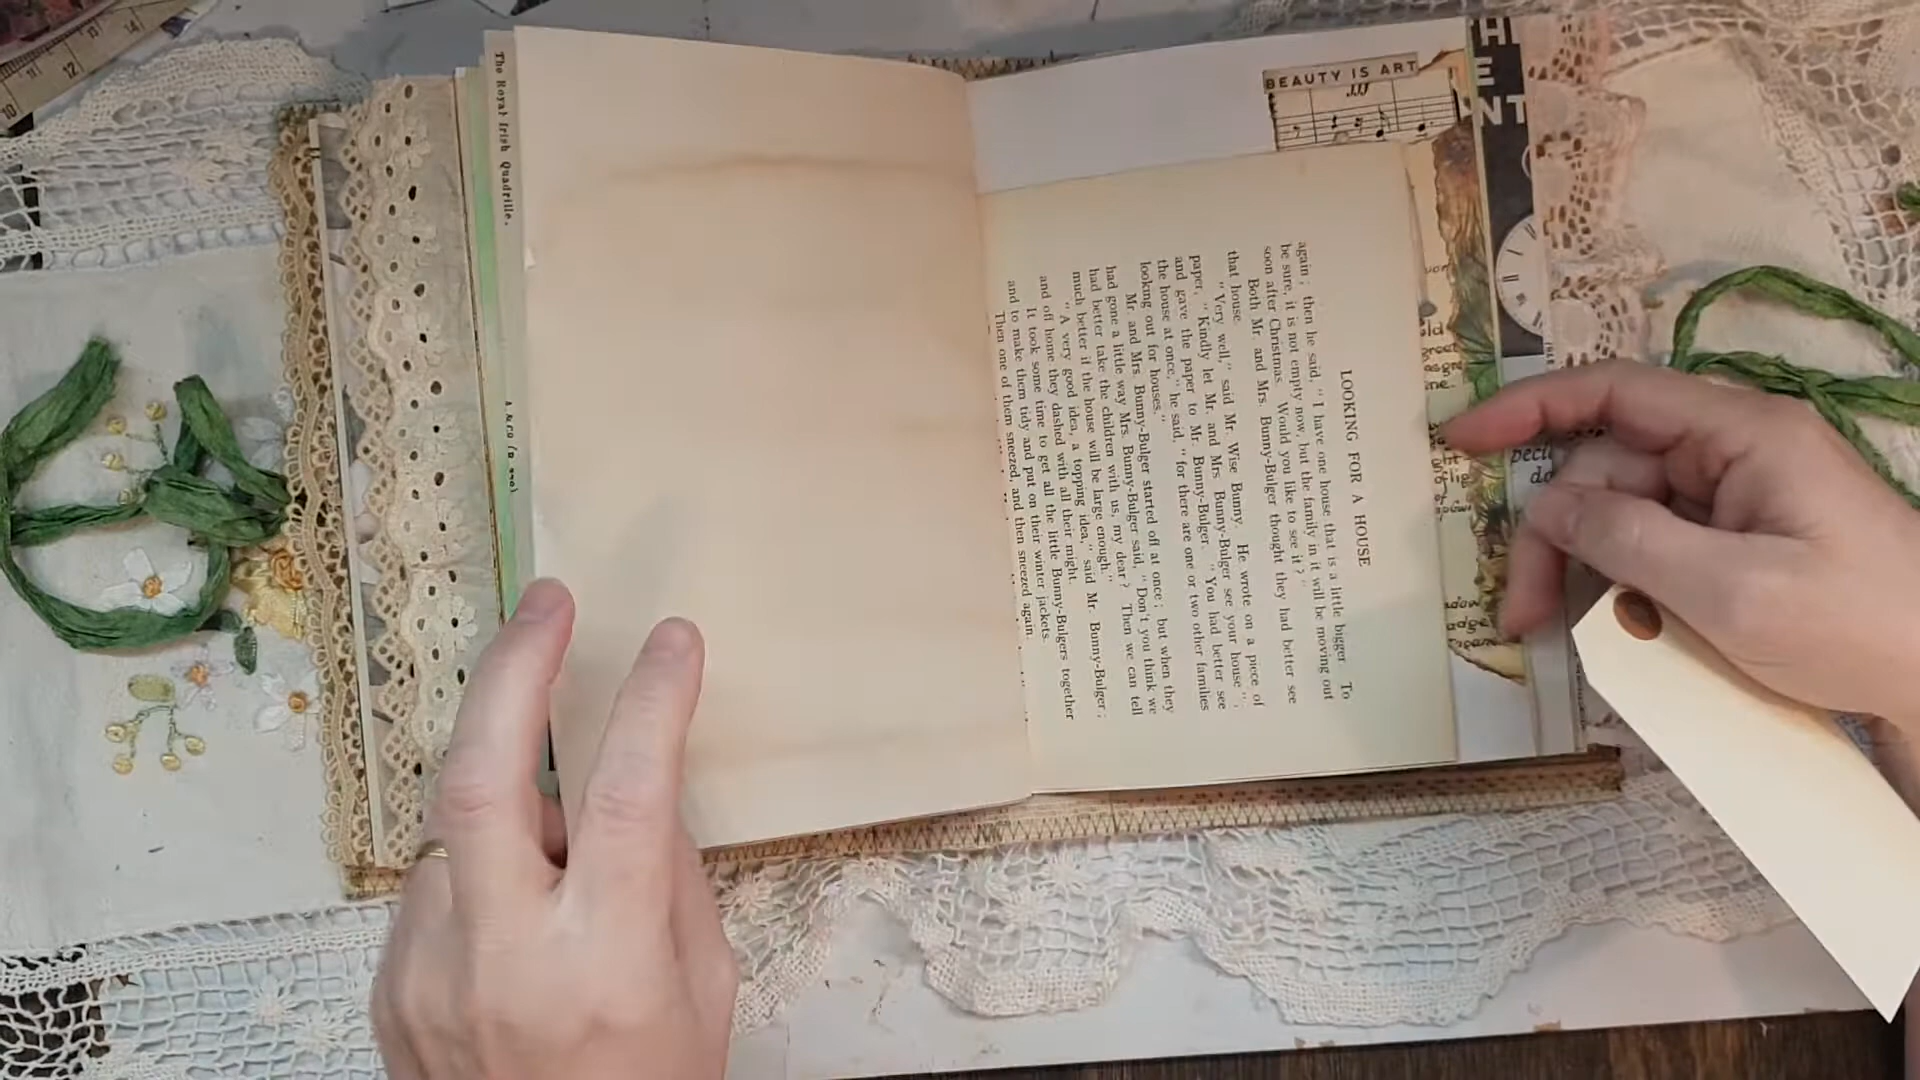 The Royal Irish Quadrille.
BEAUTY IS ART
fff
LOOKING FOR A HOUSE
again; then he said, "I have one house that is a little bigger. To
be sure, it is not empty now, but the family in it will be moving out
soon after Christmas. Would you like to see it?"
Both Mr. and Mrs. Bunny-Bulger thought they had better see
that house.
"Very well," said Mr. Wise Bunny. He wrote on a piece of
paper, "Kindly let Mr. and Mrs. Bunny-Bulger see your house",
and gave the paper to Mr. Bunny-Bulger. "You had better see
the house at once," he said, "for there are one or two other families
looking out for houses."
Mr. and Mrs. Bunny-Bulger started off at once; but when they
had gone a little way Mrs. Bunny-Bulger said, "Don't you think we
had better take the children with us, my dear? Then we can tell
much better if the house will be large enough."
"A very good idea, a topping idea," said Mr. Bunny-Bulger;
and off home they dashed with all their might.
It took some time to get all the little Bunny-Bulgers together
and to make them tidy and put on their winter jackets.
Then one of them sneezed, and then sneezed again.
10
11
12
13
14